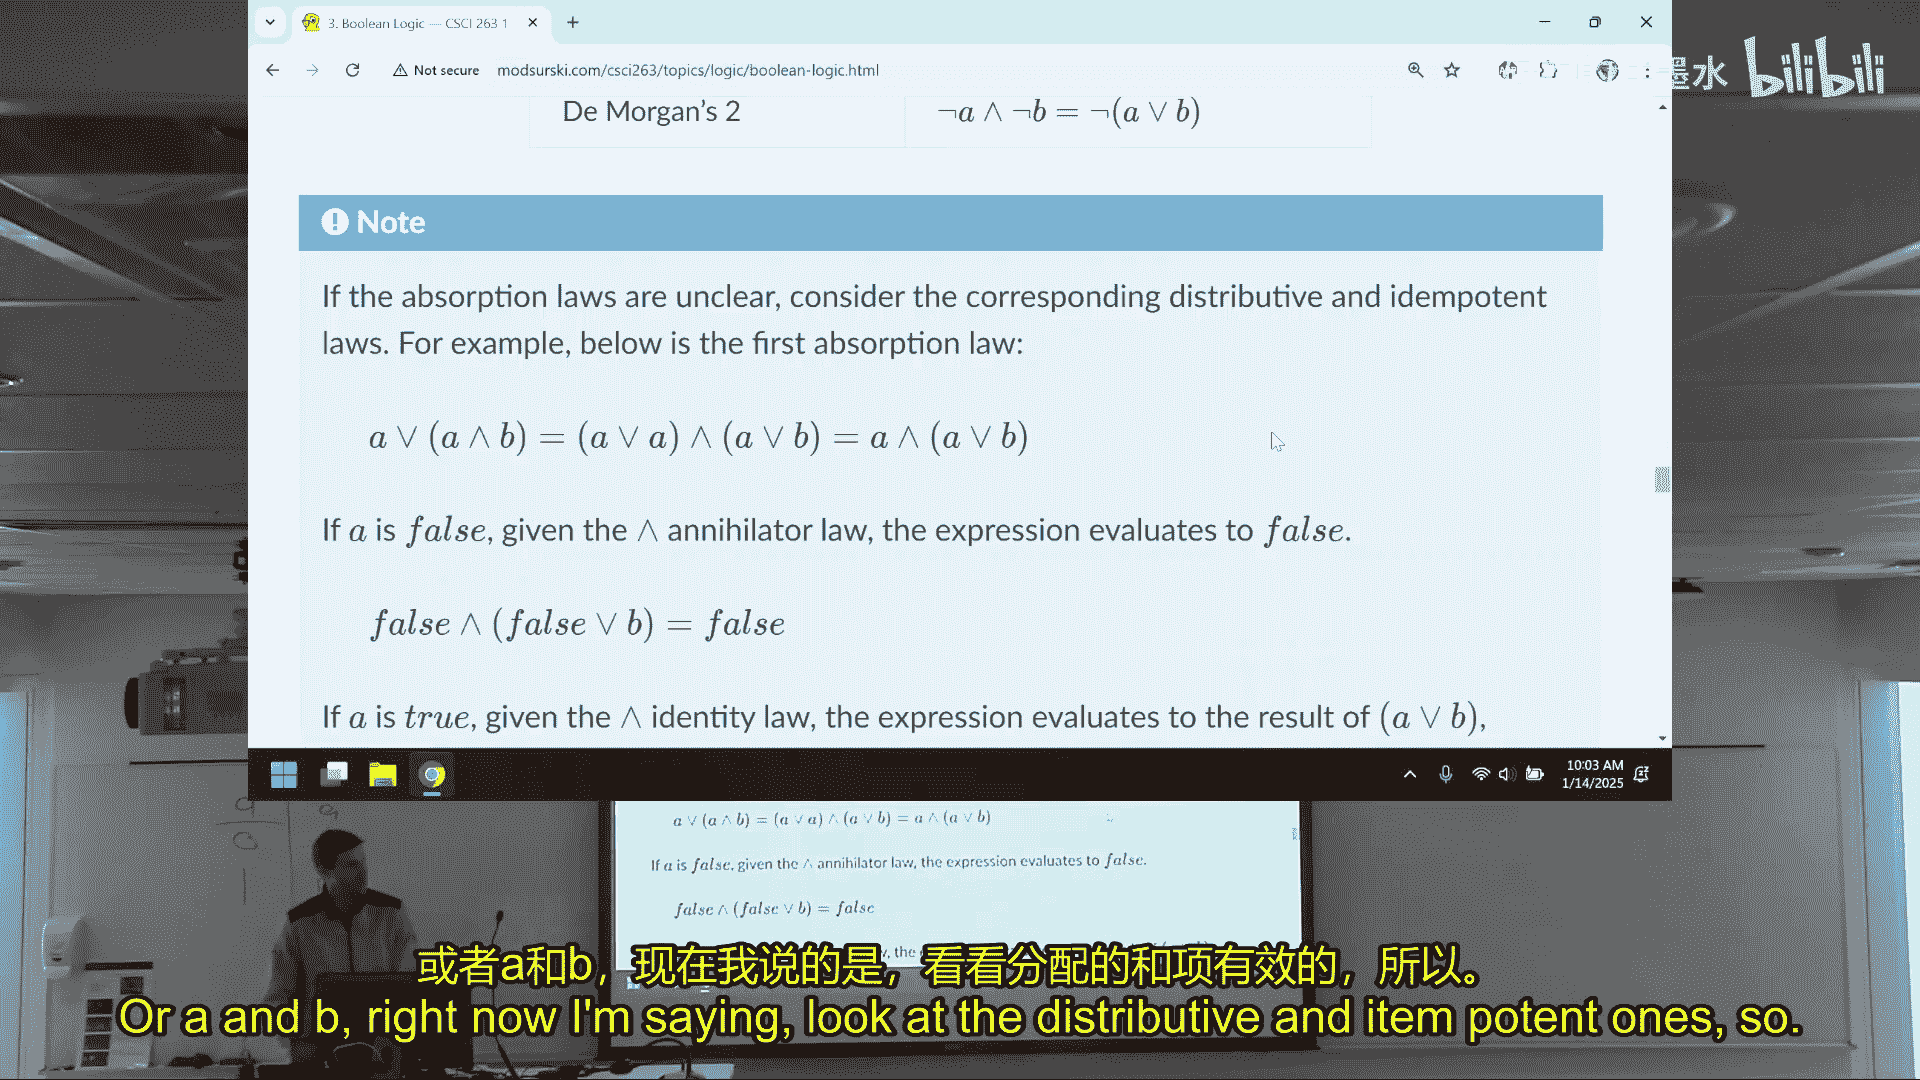 3. Boolean Logic — CSCI 263 1
Not secure
modsurski.com/csci263/topics/logic/boolean-logic.html
墨水 bilibili
De Morgan's 2
¬a ∧ ¬b = ¬(a ∨ b)
Note
If the absorption laws are unclear, consider the corresponding distributive and idempotent
laws. For example, below is the first absorption law:
a ∨ (a ∧ b) = (a ∨ a) ∧ (a ∨ b) = a ∧ (a ∨ b)
If a is false, given the ∧ annihilator law, the expression evaluates to false.
false ∧ (false ∨ b) = false
If a is true, given the ∧ identity law, the expression evaluates to the result of (a ∨ b),
10:03 AM
1/14/2025
a ∨ (a ∧ b) = (a ∨ a) ∧ (a ∨ b) = a ∧ (a ∨ b)
If a is false, given the ∧ annihilator law, the expression evaluates to false.
false ∧ (false ∨ b) = false
或者a和b，现在我说的是，看看分配的和项有效的，所以。
Or a and b, right now I'm saying, look at the distributive and item potent ones, so.